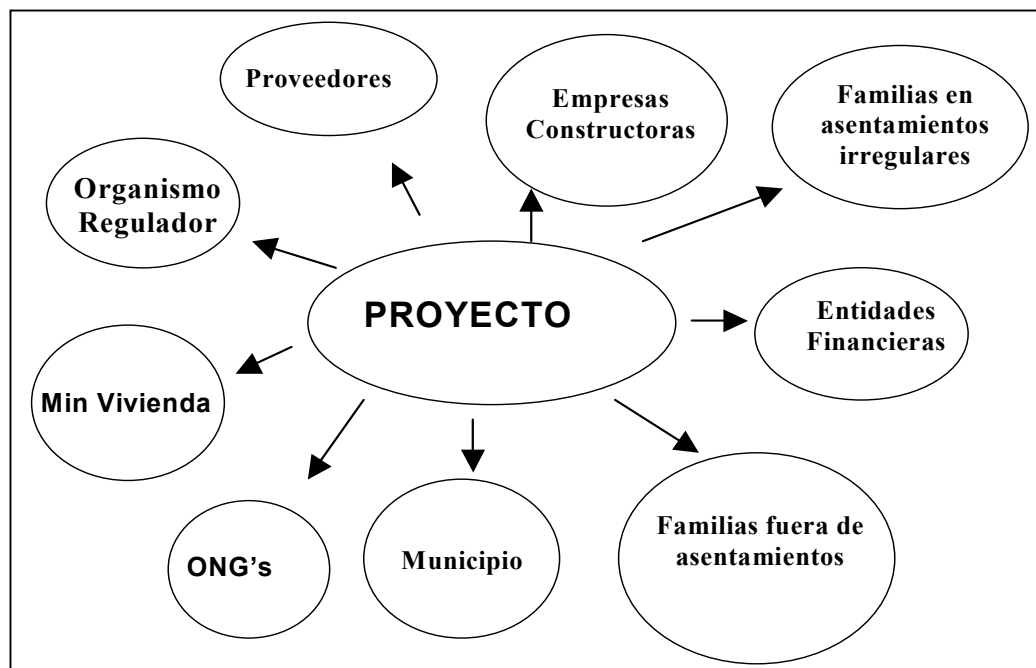 Proveedores
Empresas
Constructoras
Familias en
asentamientos
irregulares
Organismo
Regulador
PROYECTO
Entidades
Financieras
Min Vivienda
ONG’s
Municipio
Familias fuera de
asentamientos